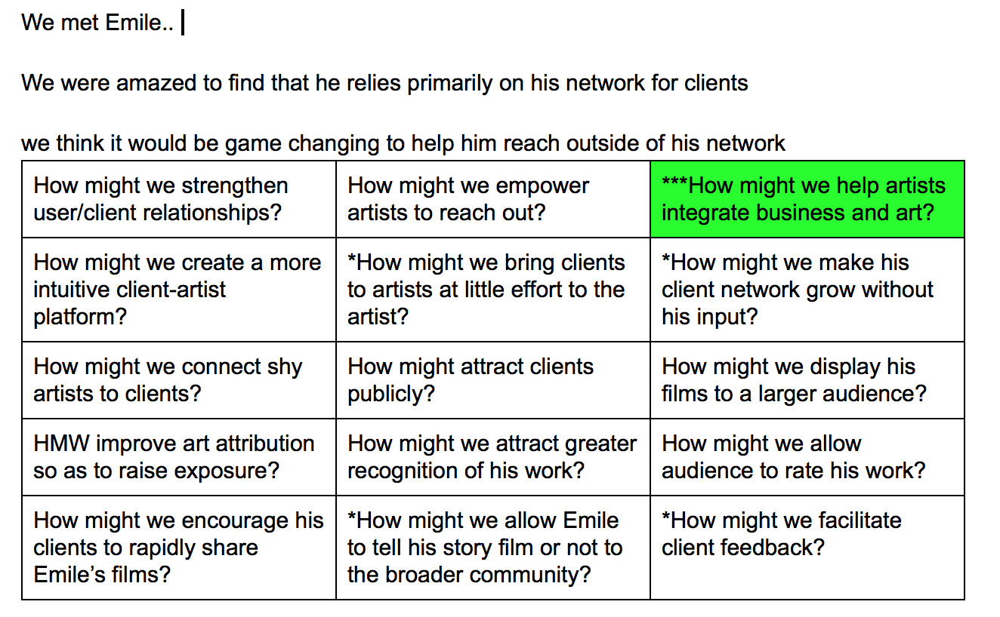 We met Emile..
We were amazed to find that he relies primarily on his network for clients
we think it would be game changing to help him reach outside of his network
How might we strengthen
user/client relationships?
How might we empower
artists to reach out?
***How might we help artists
integrate business and art?
How might we create a more
intuitive client-artist
platform?
*How might we bring clients
to artists at little effort to the
artist?
*How might we make his
client network grow without
his input?
How might we connect shy
artists to clients?
How might attract clients
publicly?
How might we display his
films to a larger audience?
HMW improve art attribution
so as to raise exposure?
How might we attract greater
recognition of his work?
How might we allow
audience to rate his work?
How might we encourage his
clients to rapidly share
Emile’s films?
*How might we allow Emile
to tell his story film or not to
the broader community?
*How might we facilitate
client feedback?